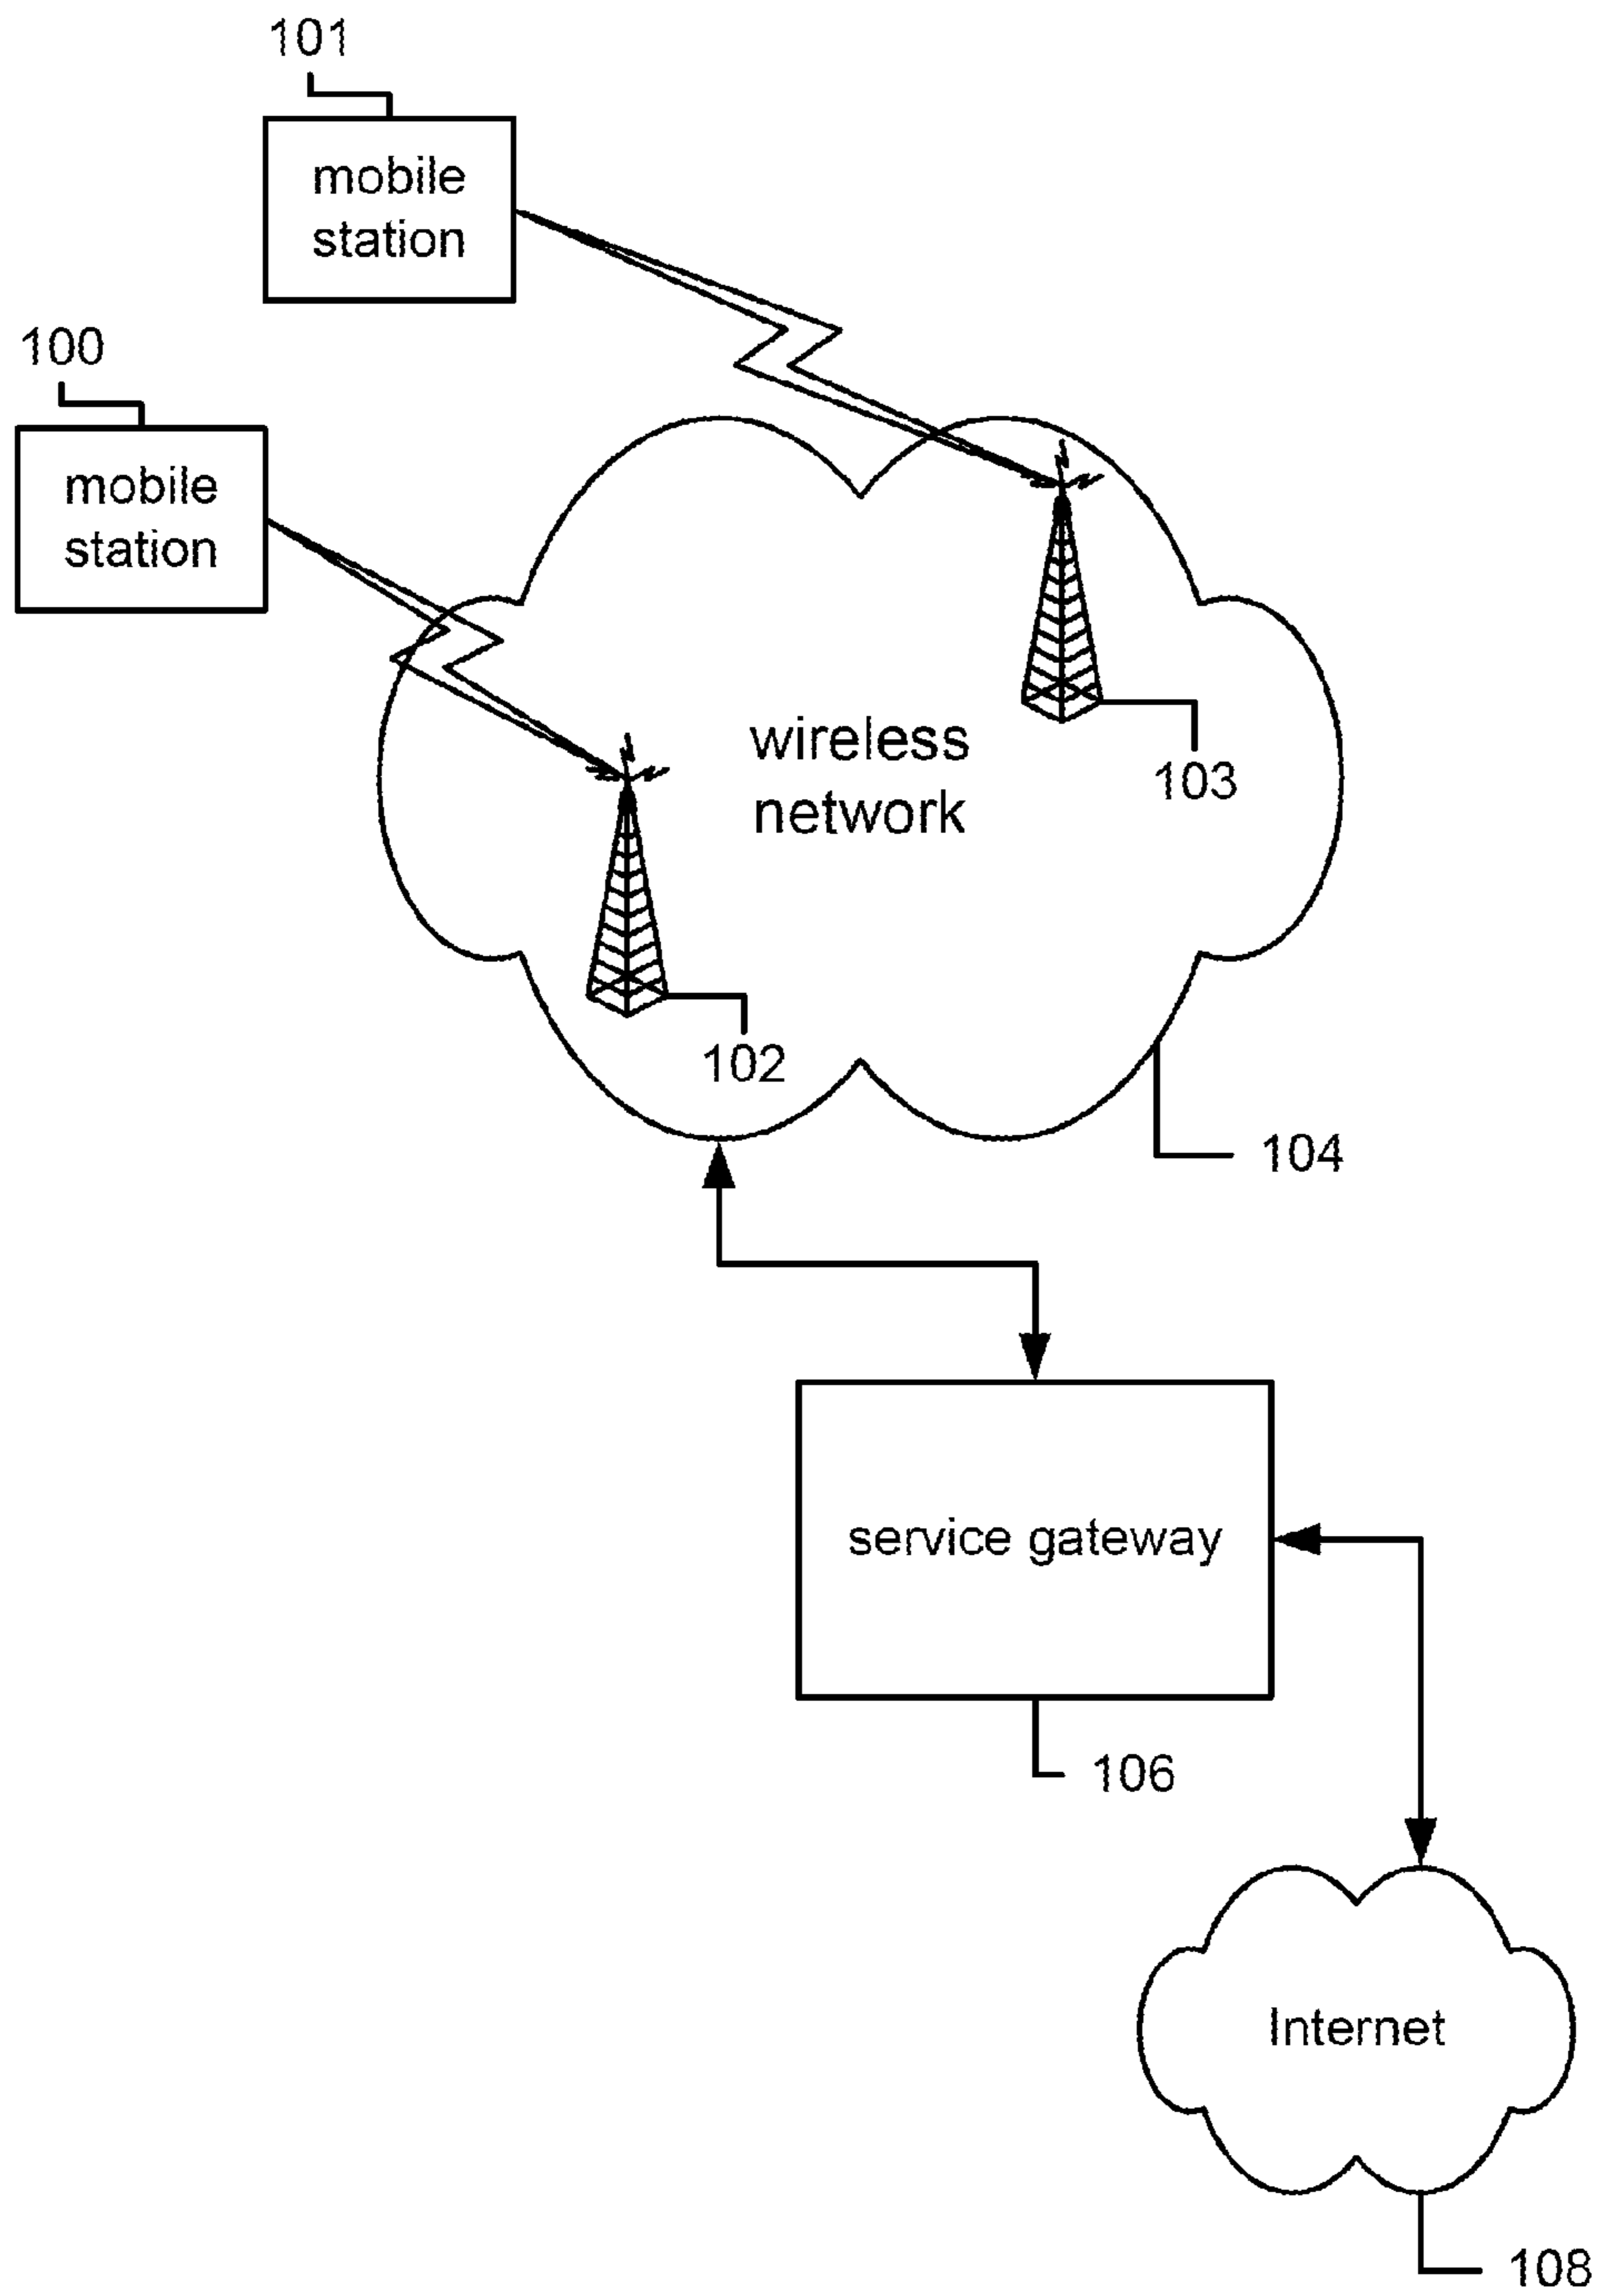 101
mobile
station
100
mobile
station
wireless
network
103
102
104
service gateway
106
Internet
108